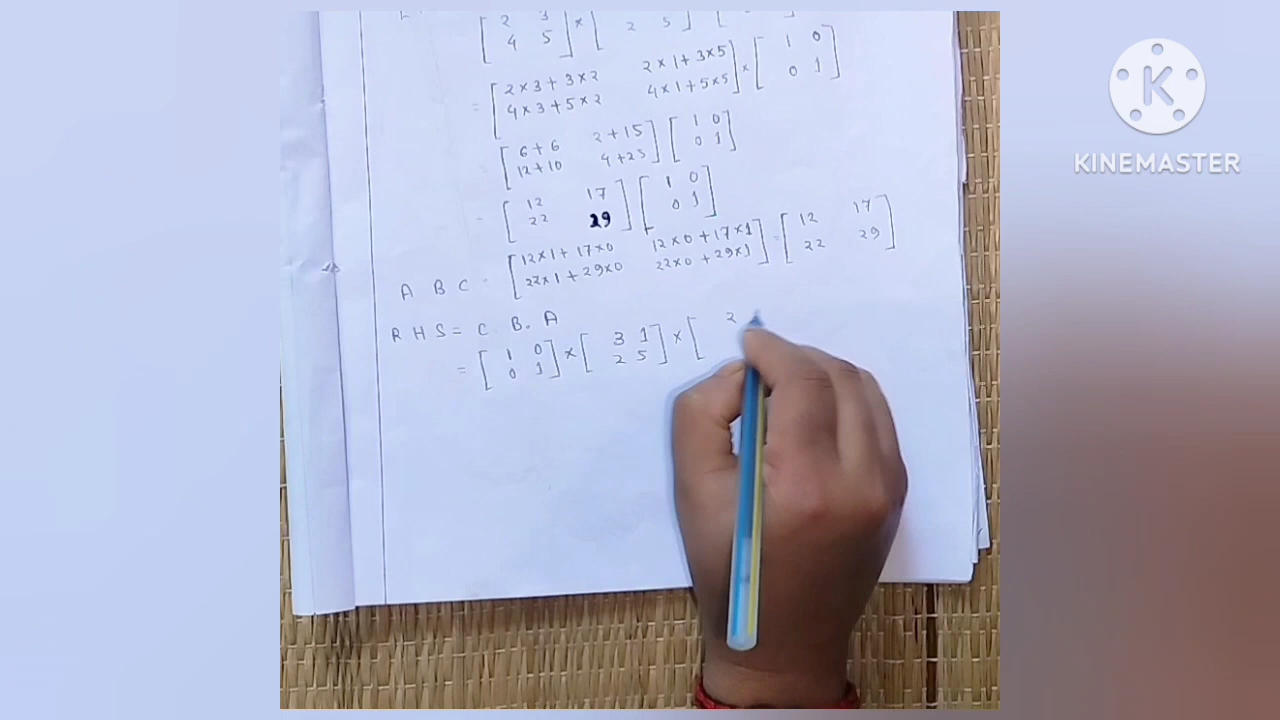 [2 3 × [ 2 5] [
4 5]
= [2×3+3×2 2×1+3×5] × [1 0
4×3+5×2 4×1+5×5] 0 1]
[6+6 2+15] [1 0
12+10 4+25] 0 1]
= [12 17] [1 0
22 29] 0 1]
A B C = [12×1+17×0 12×0+17×1] = [12 17
22×1+29×0 22×0+29×1] 22 29]
RHS = C. B. A
= [1 0] × [3 1] × [2
0 1] 2 5]
K
KINEMASTER